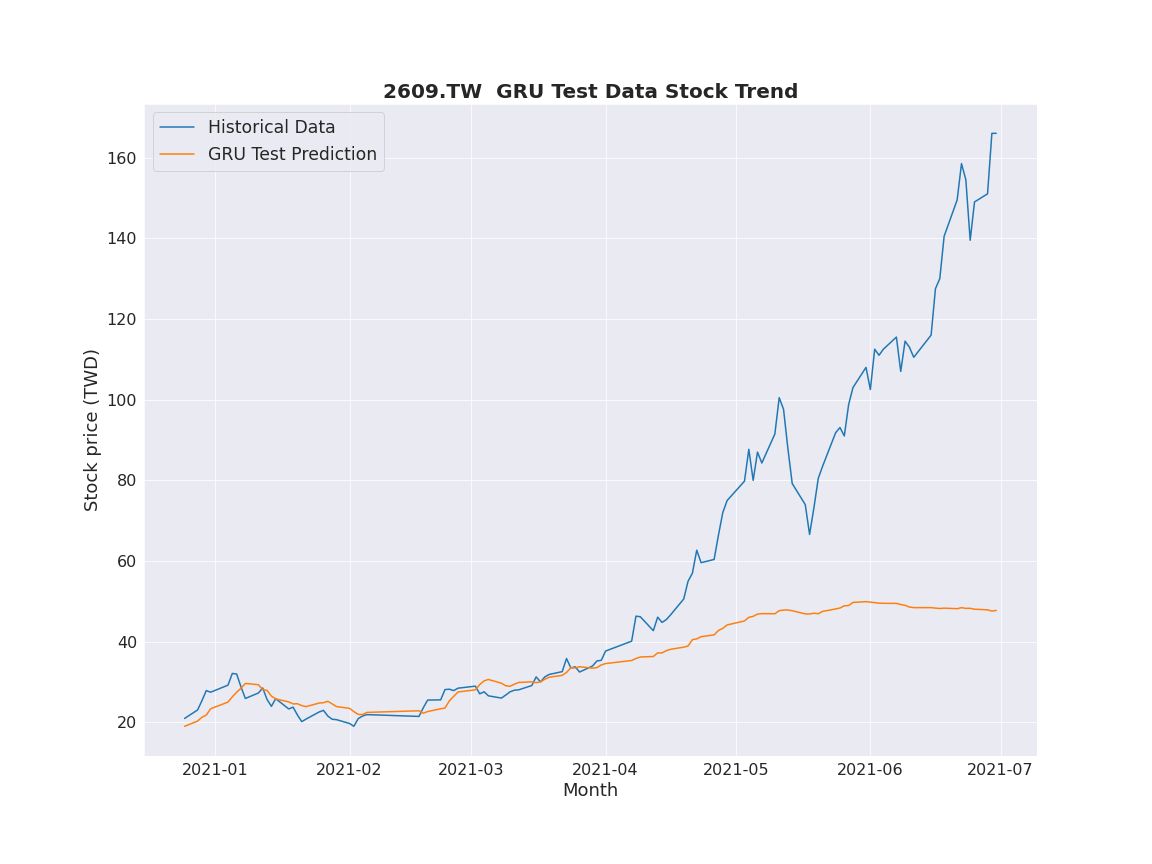 2609.TW  GRU Test Data Stock Trend
Historical Data
GRU Test Prediction
Stock price (TWD)
160
140
120
100
80
60
40
20
2021-01 2021-02 2021-03 2021-04 2021-05 2021-06 2021-07
Month